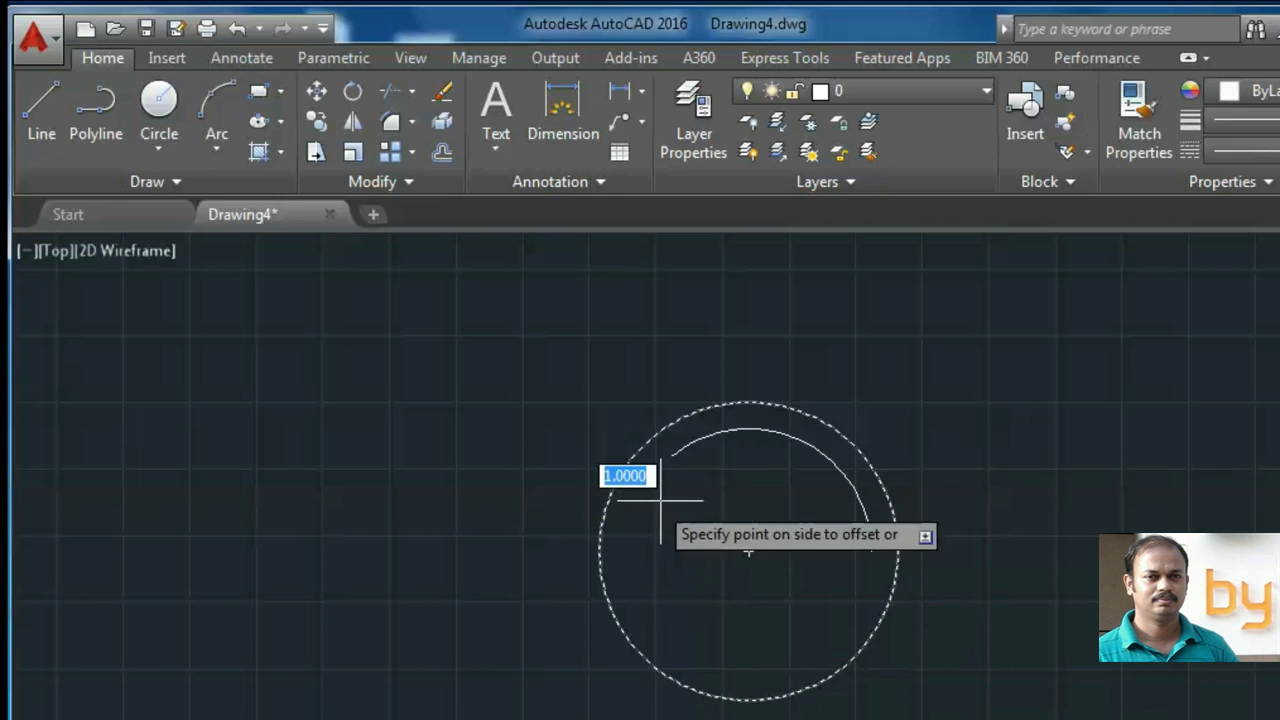 Autodesk AutoCAD 2016 Drawing4.dwg
Type a keyword or phrase
Home Insert Annotate Parametric View Manage Output Add-ins A360 Express Tools Featured Apps BIM 360 Performance
0
Line Polyline Circle Arc
Text Dimension
Layer
Properties
Insert
Match
Properties
Draw Modify Annotation Layers Block Properties
Start Drawing4* +
[−][Top][2D Wireframe]
1.0000
Specify point on side to offset or
by